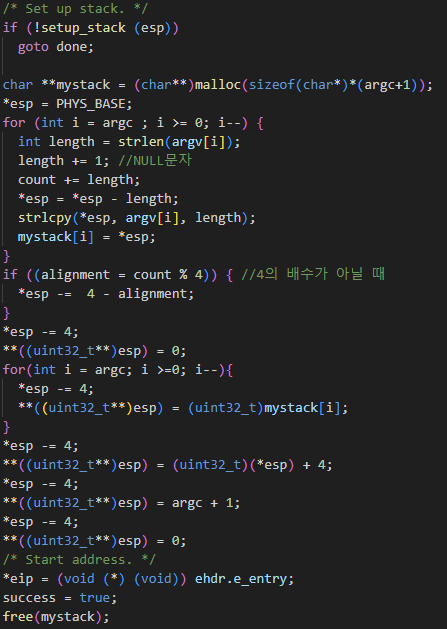 /* Set up stack. */
if (!setup_stack (esp))
  goto done;

char **mystack = (char**)malloc(sizeof(char*)*(argc+1));
*esp = PHYS_BASE;
for (int i = argc ; i >= 0; i--) {
  int length = strlen(argv[i]);
  length += 1; //NULL문자
  count += length;
  *esp = *esp - length;
  strlcpy(*esp, argv[i], length);
  mystack[i] = *esp;
}
if ((alignment = count % 4)) { //4의 배수가 아닐 때
  *esp -=  4 - alignment;
}
*esp -= 4;
**((uint32_t**)esp) = 0;
for(int i = argc; i >=0; i--){
  *esp -= 4;
  **((uint32_t**)esp) = (uint32_t)mystack[i];
}
*esp -= 4;
**((uint32_t**)esp) = (uint32_t)(*esp) + 4;
*esp -= 4;
**((uint32_t**)esp) = argc + 1;
*esp -= 4;
**((uint32_t**)esp) = 0;
/* Start address. */
*eip = (void (*) (void)) ehdr.e_entry;
success = true;
free(mystack);